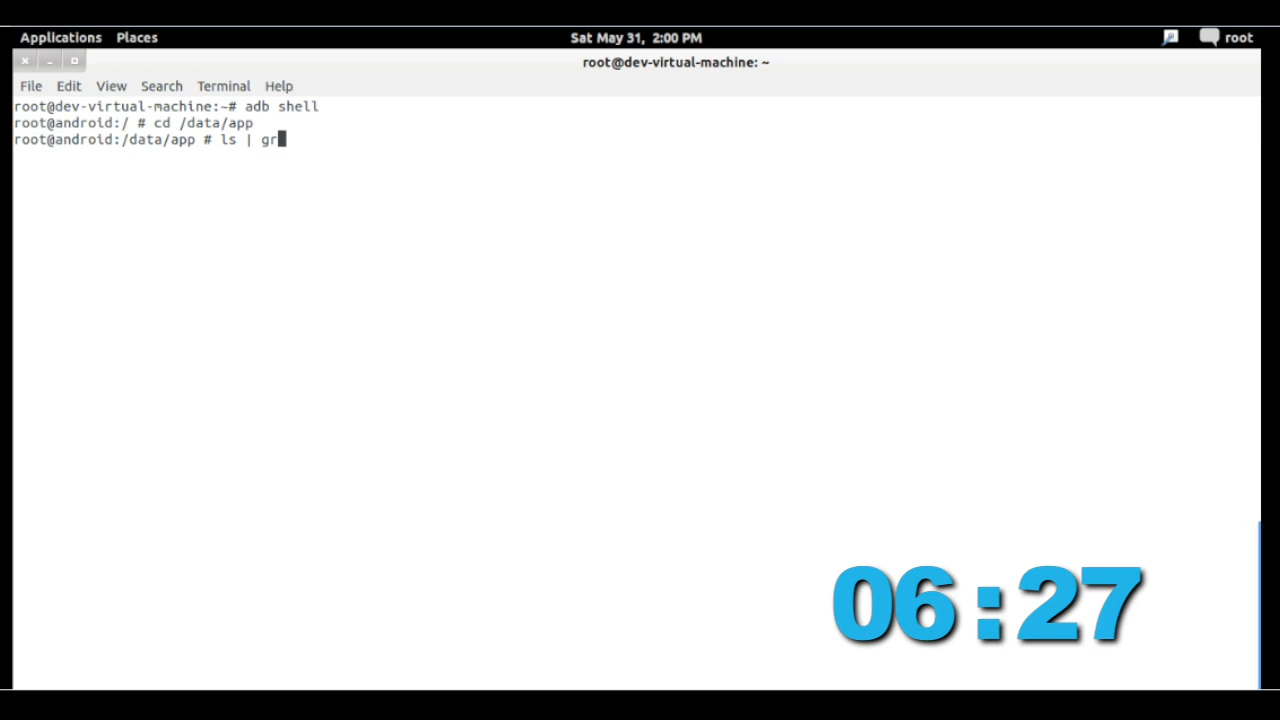 Applications Places Sat May 31, 2:00 PM root
root@dev-virtual-machine: ~
File Edit View Search Terminal Help
root@dev-virtual-machine:~# adb shell
root@android:/ # cd /data/app
root@android:/data/app # ls | gr
06:27